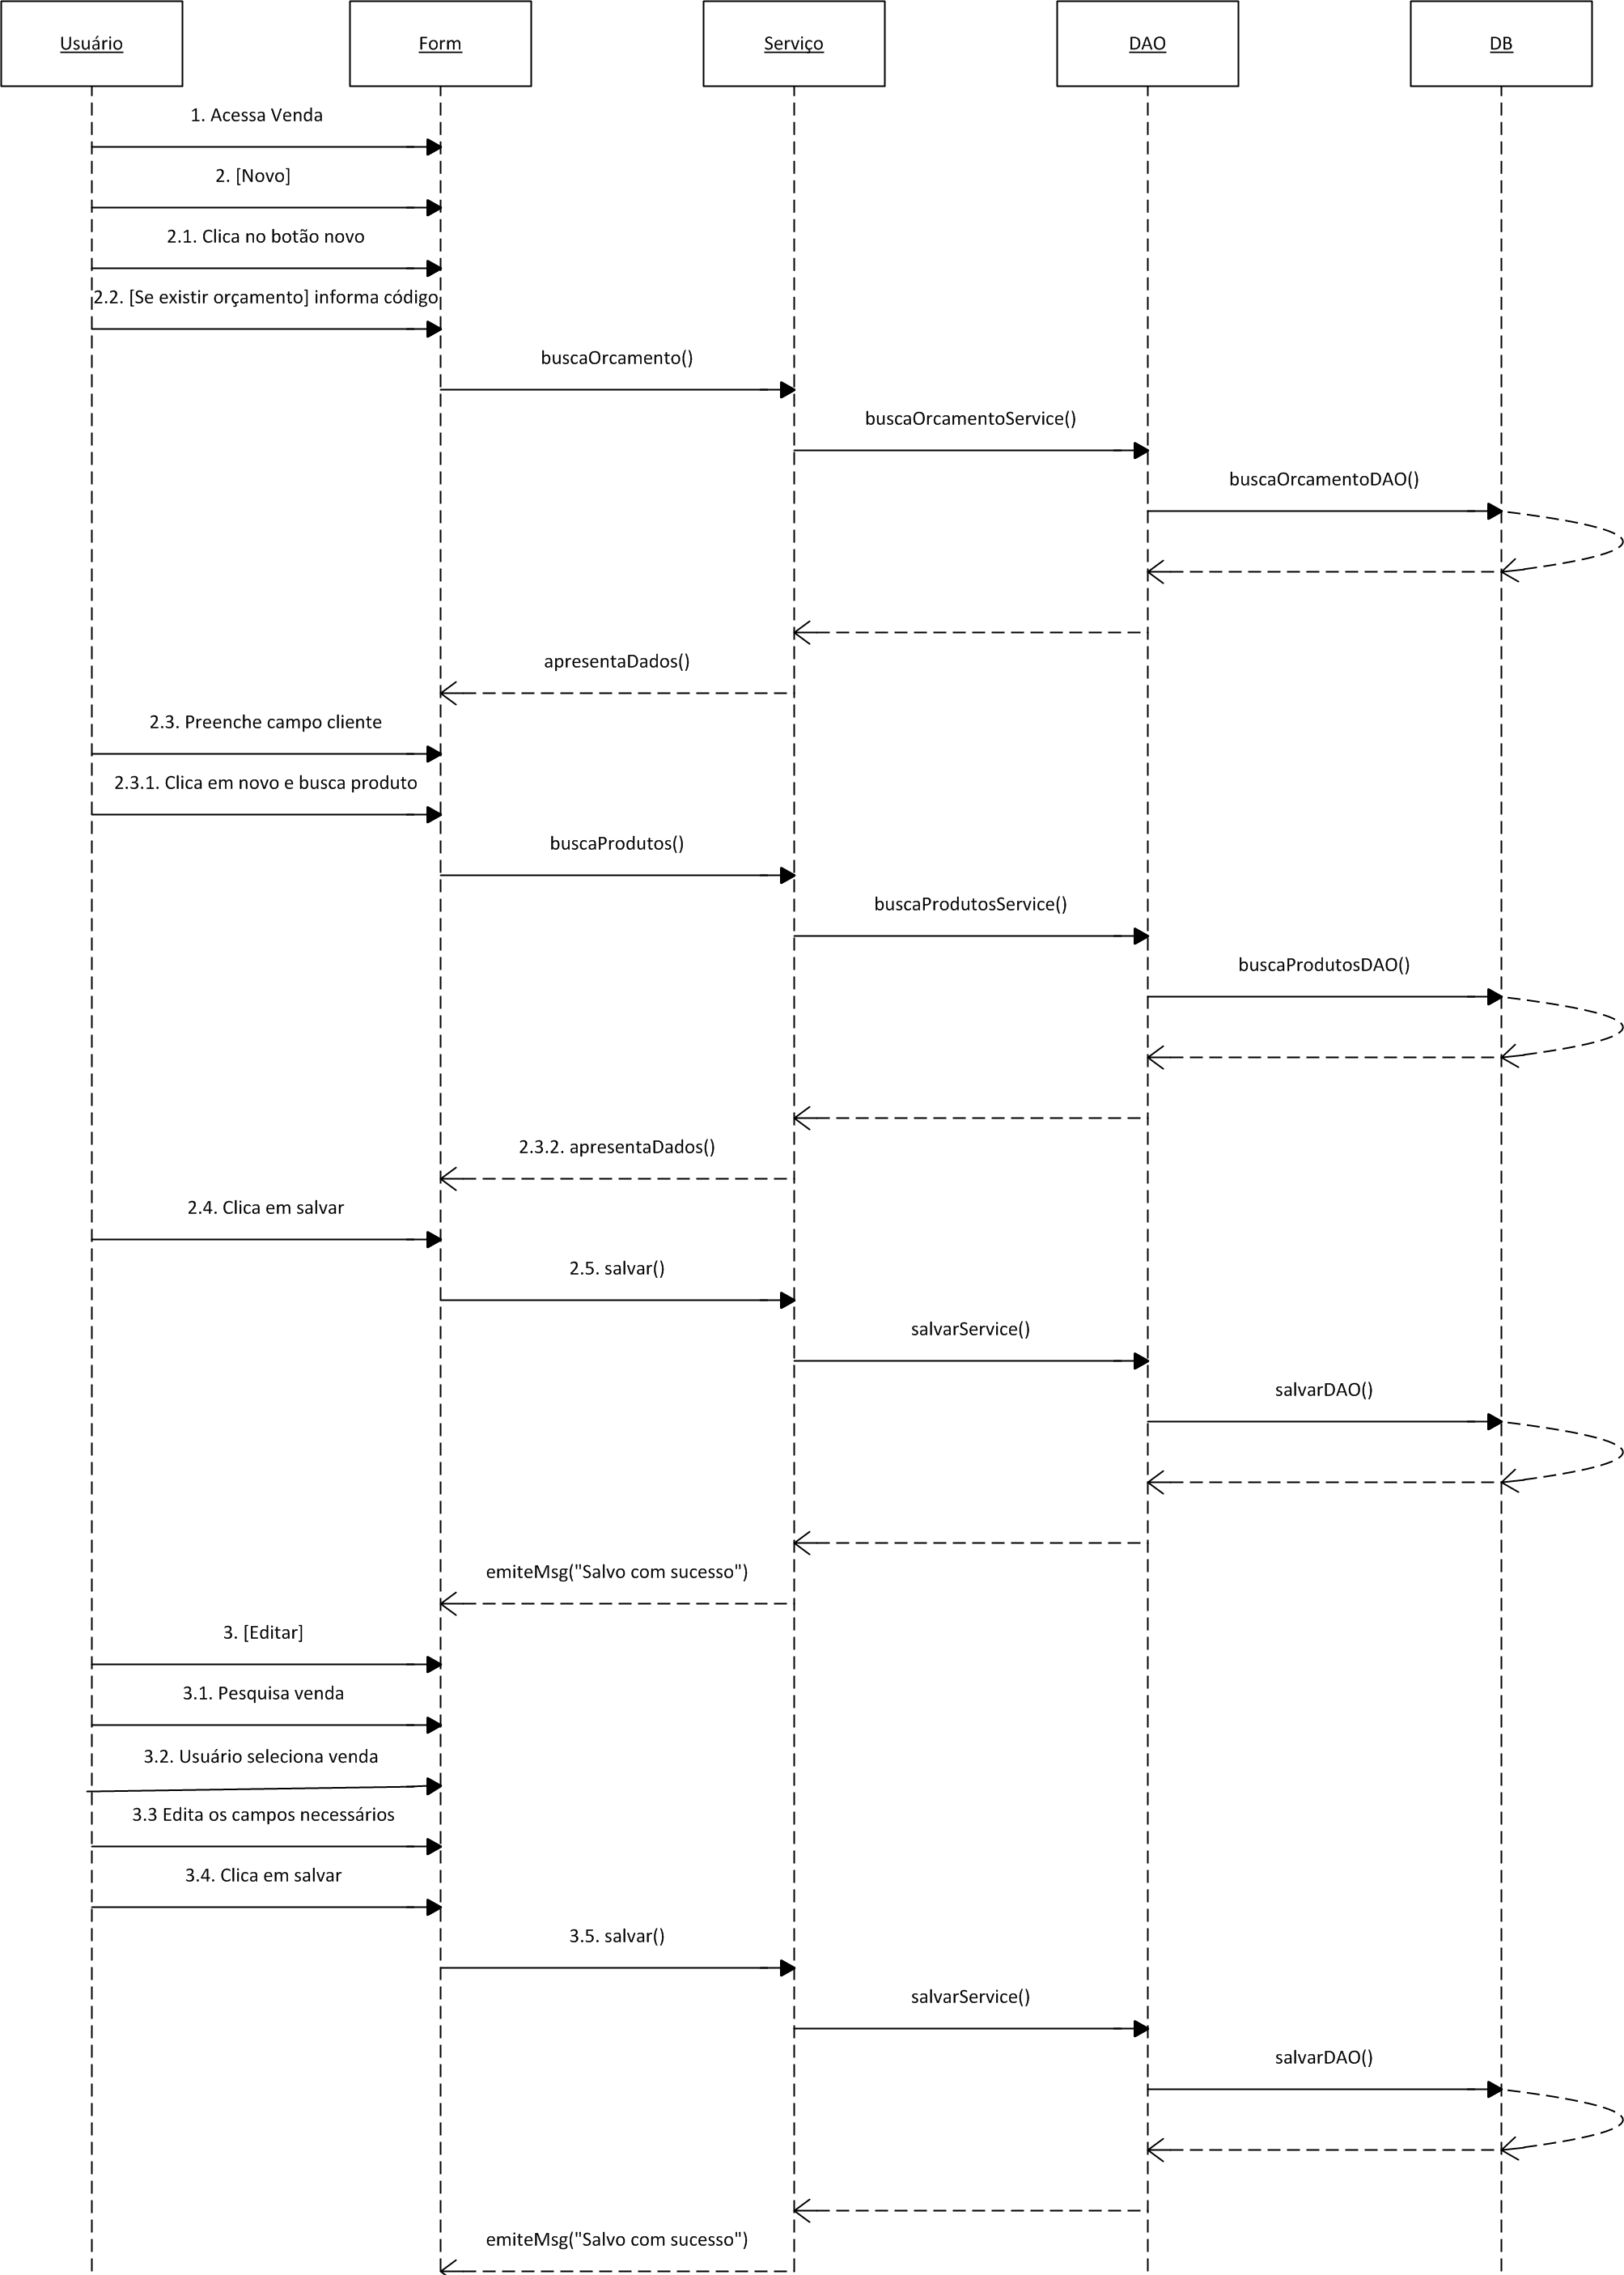 Usuário
Form
Serviço
DAO
DB
1. Acessa Venda
2. [Novo]
2.1. Clica no botão novo
2.2. [Se existir orçamento] informa código
buscaOrcamento()
buscaOrcamentoService()
buscaOrcamentoDAO()
apresentaDados()
2.3. Preenche campo cliente
2.3.1. Clica em novo e busca produto
buscaProdutos()
buscaProdutosService()
buscaProdutosDAO()
2.3.2. apresentaDados()
2.4. Clica em salvar
2.5. salvar()
salvarService()
salvarDAO()
emiteMsg("Salvo com sucesso")
3. [Editar]
3.1. Pesquisa venda
3.2. Usuário seleciona venda
3.3 Edita os campos necessários
3.4. Clica em salvar
3.5. salvar()
salvarService()
salvarDAO()
emiteMsg("Salvo com sucesso")